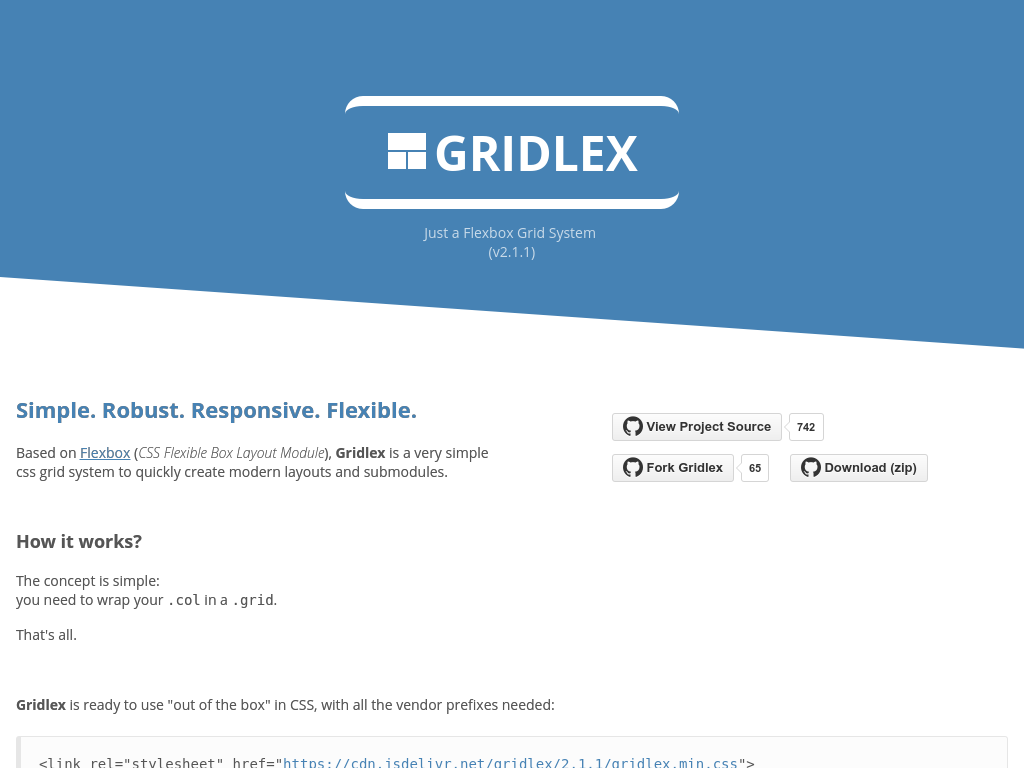 GRIDLEX
Just a Flexbox Grid System
(v2.1.1)
Simple. Robust. Responsive. Flexible.
Based on Flexbox (CSS Flexible Box Layout Module), Gridlex is a very simple
css grid system to quickly create modern layouts and submodules.
View Project Source 742
Fork Gridlex 65 Download (zip)
How it works?
The concept is simple:
you need to wrap your .col in a .grid.
That's all.
Gridlex is ready to use "out of the box" in CSS, with all the vendor prefixes needed:
<link rel="stylesheet" href="https://cdn.jsdelivr.net/gridlex/2.1.1/gridlex.min.css">